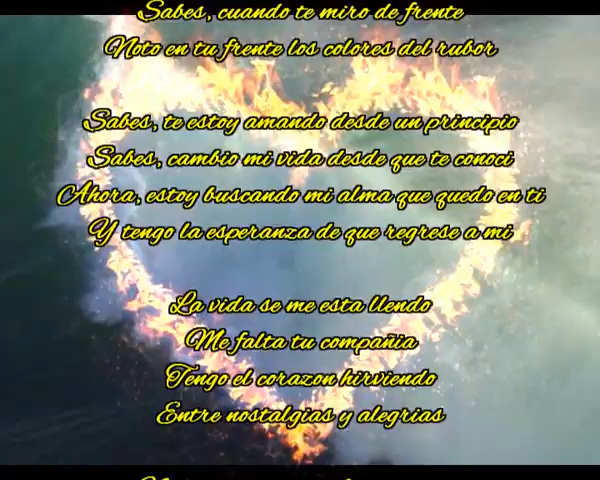 Sabes, cuando te miro de frente
Noto en tu frente los colores del rubor
Sabes, te estoy amando desde un principio
Sabes, cambio mi vida desde que te conoci
Ahora, estoy buscando mi alma que quedo en ti
Y tengo la esperanza de que regrese a mi
La vida se me esta llendo
Me falta tu compañia
Tengo el corazon hirviendo
Entre nostalgias y alegrias